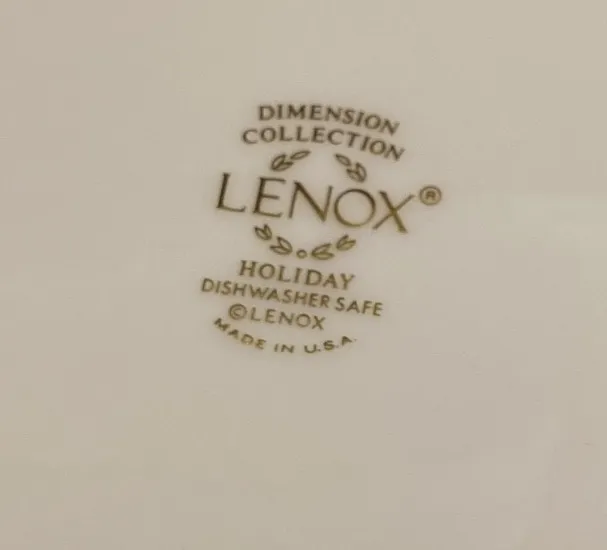 DIMENSION
COLLECTION
LENOX®
HOLIDAY
DISHWASHER SAFE
©LENOX
MADE IN U.S.A.